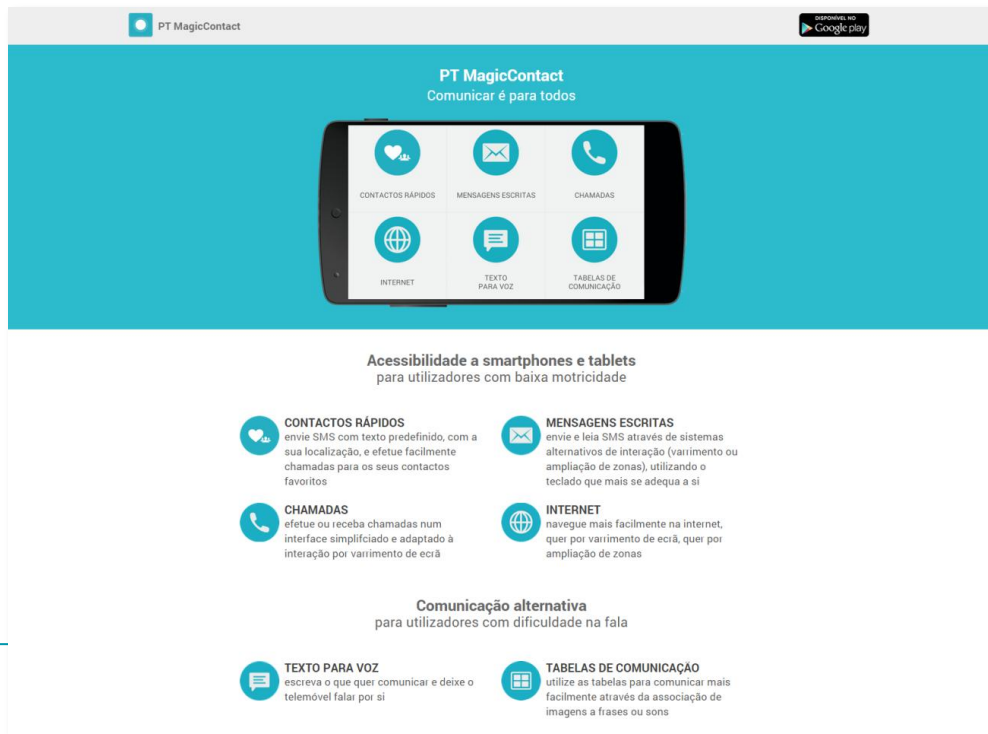 PT MagicContact
DISPONÍVEL NO
Google play
PT MagicContact
Comunicar é para todos
CONTACTOS RÁPIDOS
MENSAGENS ESCRITAS
CHAMADAS
INTERNET
TEXTO
PARA VOZ
TABELAS DE
COMUNICAÇÃO
Acessibilidade a smartphones e tablets
para utilizadores com baixa motricidade
CONTACTOS RÁPIDOS
envie SMS com texto predefinido, com a
sua localização, e efetue facilmente
chamadas para os seus contactos
favoritos
MENSAGENS ESCRITAS
envie e leia SMS através de sistemas
alternativos de interação (varrimento ou
ampliação de zonas), utilizando o
teclado que mais se adequa a si
CHAMADAS
efetue ou receba chamadas num
interface simplifciado e adaptado à
interação por varrimento de ecrã
INTERNET
navegue mais facilmente na internet,
quer por varrimento de ecrã, quer por
ampliação de zonas
Comunicação alternativa
para utilizadores com dificuldade na fala
TEXTO PARA VOZ
escreva o que quer comunicar e deixe o
telemóvel falar por si
TABELAS DE COMUNICAÇÃO
utilize as tabelas para comunicar mais
facilmente através da associação de
imagens a frases ou sons